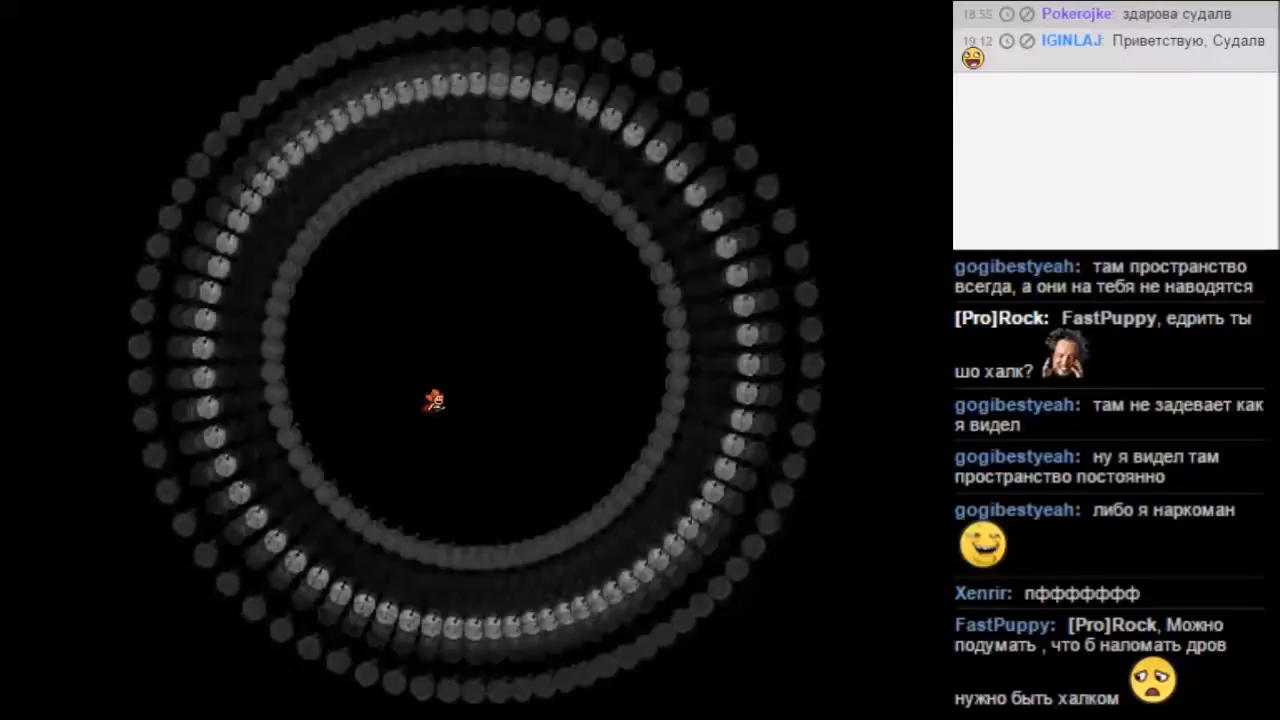 18:55 Pokerojke: здарова судалв
19:12 IGINLAJ: Приветствую, Судалв
gogibestyeah: там пространство
всегда, а они на тебя не наводятся
[Pro]Rock: FastPuppy, едрить ты
шо халк?
gogibestyeah: там не задевает как
я видел
gogibestyeah: ну я видел там
пространство постоянно
gogibestyeah: либо я наркоман
Xenrir: пффффффф
FastPuppy: [Pro]Rock, Можно
подумать , что б наломать дров
нужно быть халком